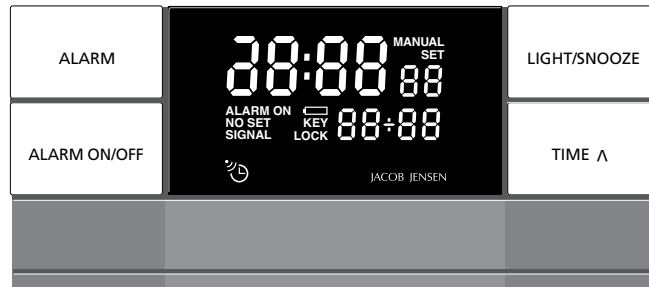 ALARM
ALARM ON/OFF
28:88
MANUAL
SET
88
ALARM ON
NO SET
SIGNAL
KEY
LOCK
88÷88
JACOB JENSEN
LIGHT/SNOOZE
TIME Λ